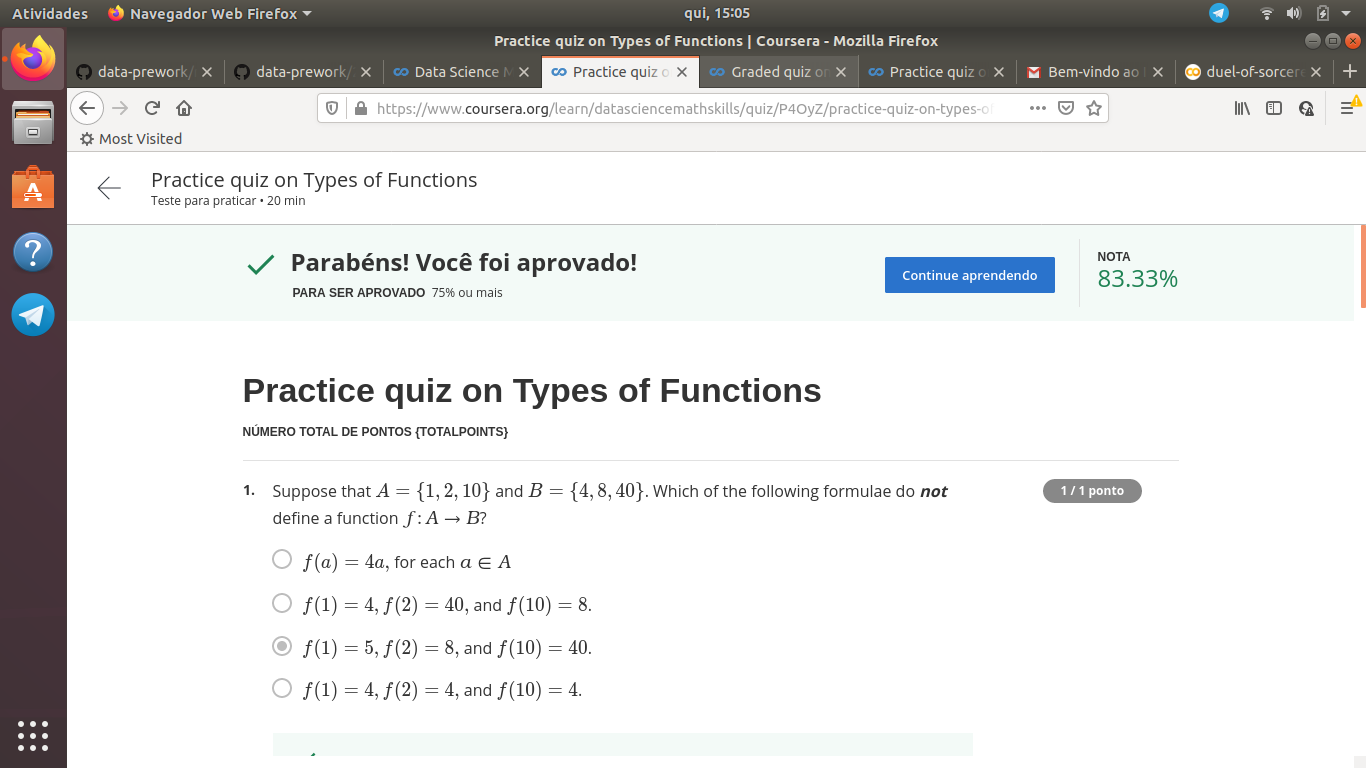 Atividades Navegador Web Firefox qui, 15:05
Practice quiz on Types of Functions | Coursera - Mozilla Firefox
data-prework/ data-prework/ Data Science M Practice quiz o Graded quiz on Practice quiz o Bem-vindo ao duel-of-sorcere
https://www.coursera.org/learn/datasciencemathskills/quiz/P4OyZ/practice-quiz-on-types-of
Most Visited
Practice quiz on Types of Functions
Teste para praticar • 20 min
Parabéns! Você foi aprovado!
PARA SER APROVADO 75% ou mais
Continue aprendendo
NOTA
83.33%
Practice quiz on Types of Functions
NÚMERO TOTAL DE PONTOS {TOTALPOINTS}
1. Suppose that A = {1, 2, 10} and B = {4, 8, 40}. Which of the following formulae do not
define a function f : A → B?
1 / 1 ponto
f(a) = 4a, for each a ∈ A
f(1) = 4, f(2) = 40, and f(10) = 8.
f(1) = 5, f(2) = 8, and f(10) = 40.
f(1) = 4, f(2) = 4, and f(10) = 4.